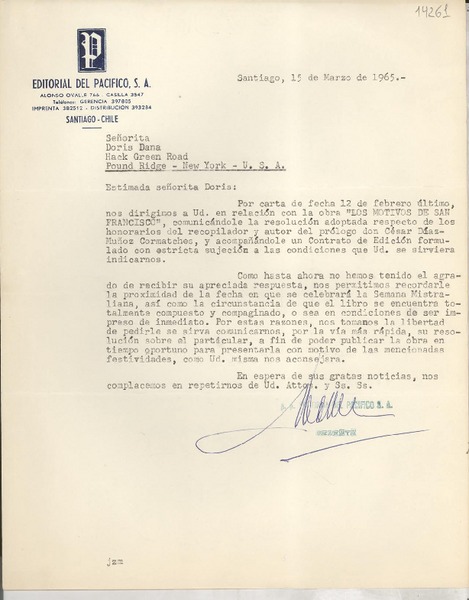 14261
P
EDITORIAL DEL PACIFICO, S. A.
ALONSO OVALLE 766 - CASILLA 3547
Teléfonos: GERENCIA 397805
IMPRENTA 382512 - DISTRIBUCIÓN 393254
SANTIAGO-CHILE
Santiago, 15 de Marzo de 1965.-
Señorita
Doris Dana
Hack Green Road
Pound Ridge - New York - U. S. A.
Estimada señorita Doris:
Por carta de fecha 12 de febrero último,
nos dirigimos a Ud. en relación con la obra "LOS MOTIVOS DE SAN
FRANCISCO", comunicándole la resolución adoptada respecto de los
honorarios del recopilador y autor del prólogo don César Díaz-
Muñoz Cormatches, y acompañándole un Contrato de Edición formula-
do con estricta sujeción a las condiciones que Ud. se sirviera
indicarnos.
Como hasta ahora no hemos tenido el agra-
do de recibir su apreciada respuesta, nos permitimos recordarle
la proximidad de la fecha en que se celebrará la Semana Mistra-
liana, así como la circunstancia de que el libro se encuentra to-
talmente compuesto y compaginado, o sea en condiciones de ser im-
preso de inmediato. Por estas razones, nos tomamos la libertad
de pedirle se sirva comunicarnos, por la vía más rápida, su reso-
lución sobre el particular, a fin de poder publicar la obra en
tiempo oportuno para presentarla con motivo de las mencionadas
festividades, como Ud. misma nos aconsejara.
En espera de sus gratas noticias, nos
complacemos en repetirnos de Ud. Attos. y Ss. Ss.
PACIFICO S. A.
GERENTE